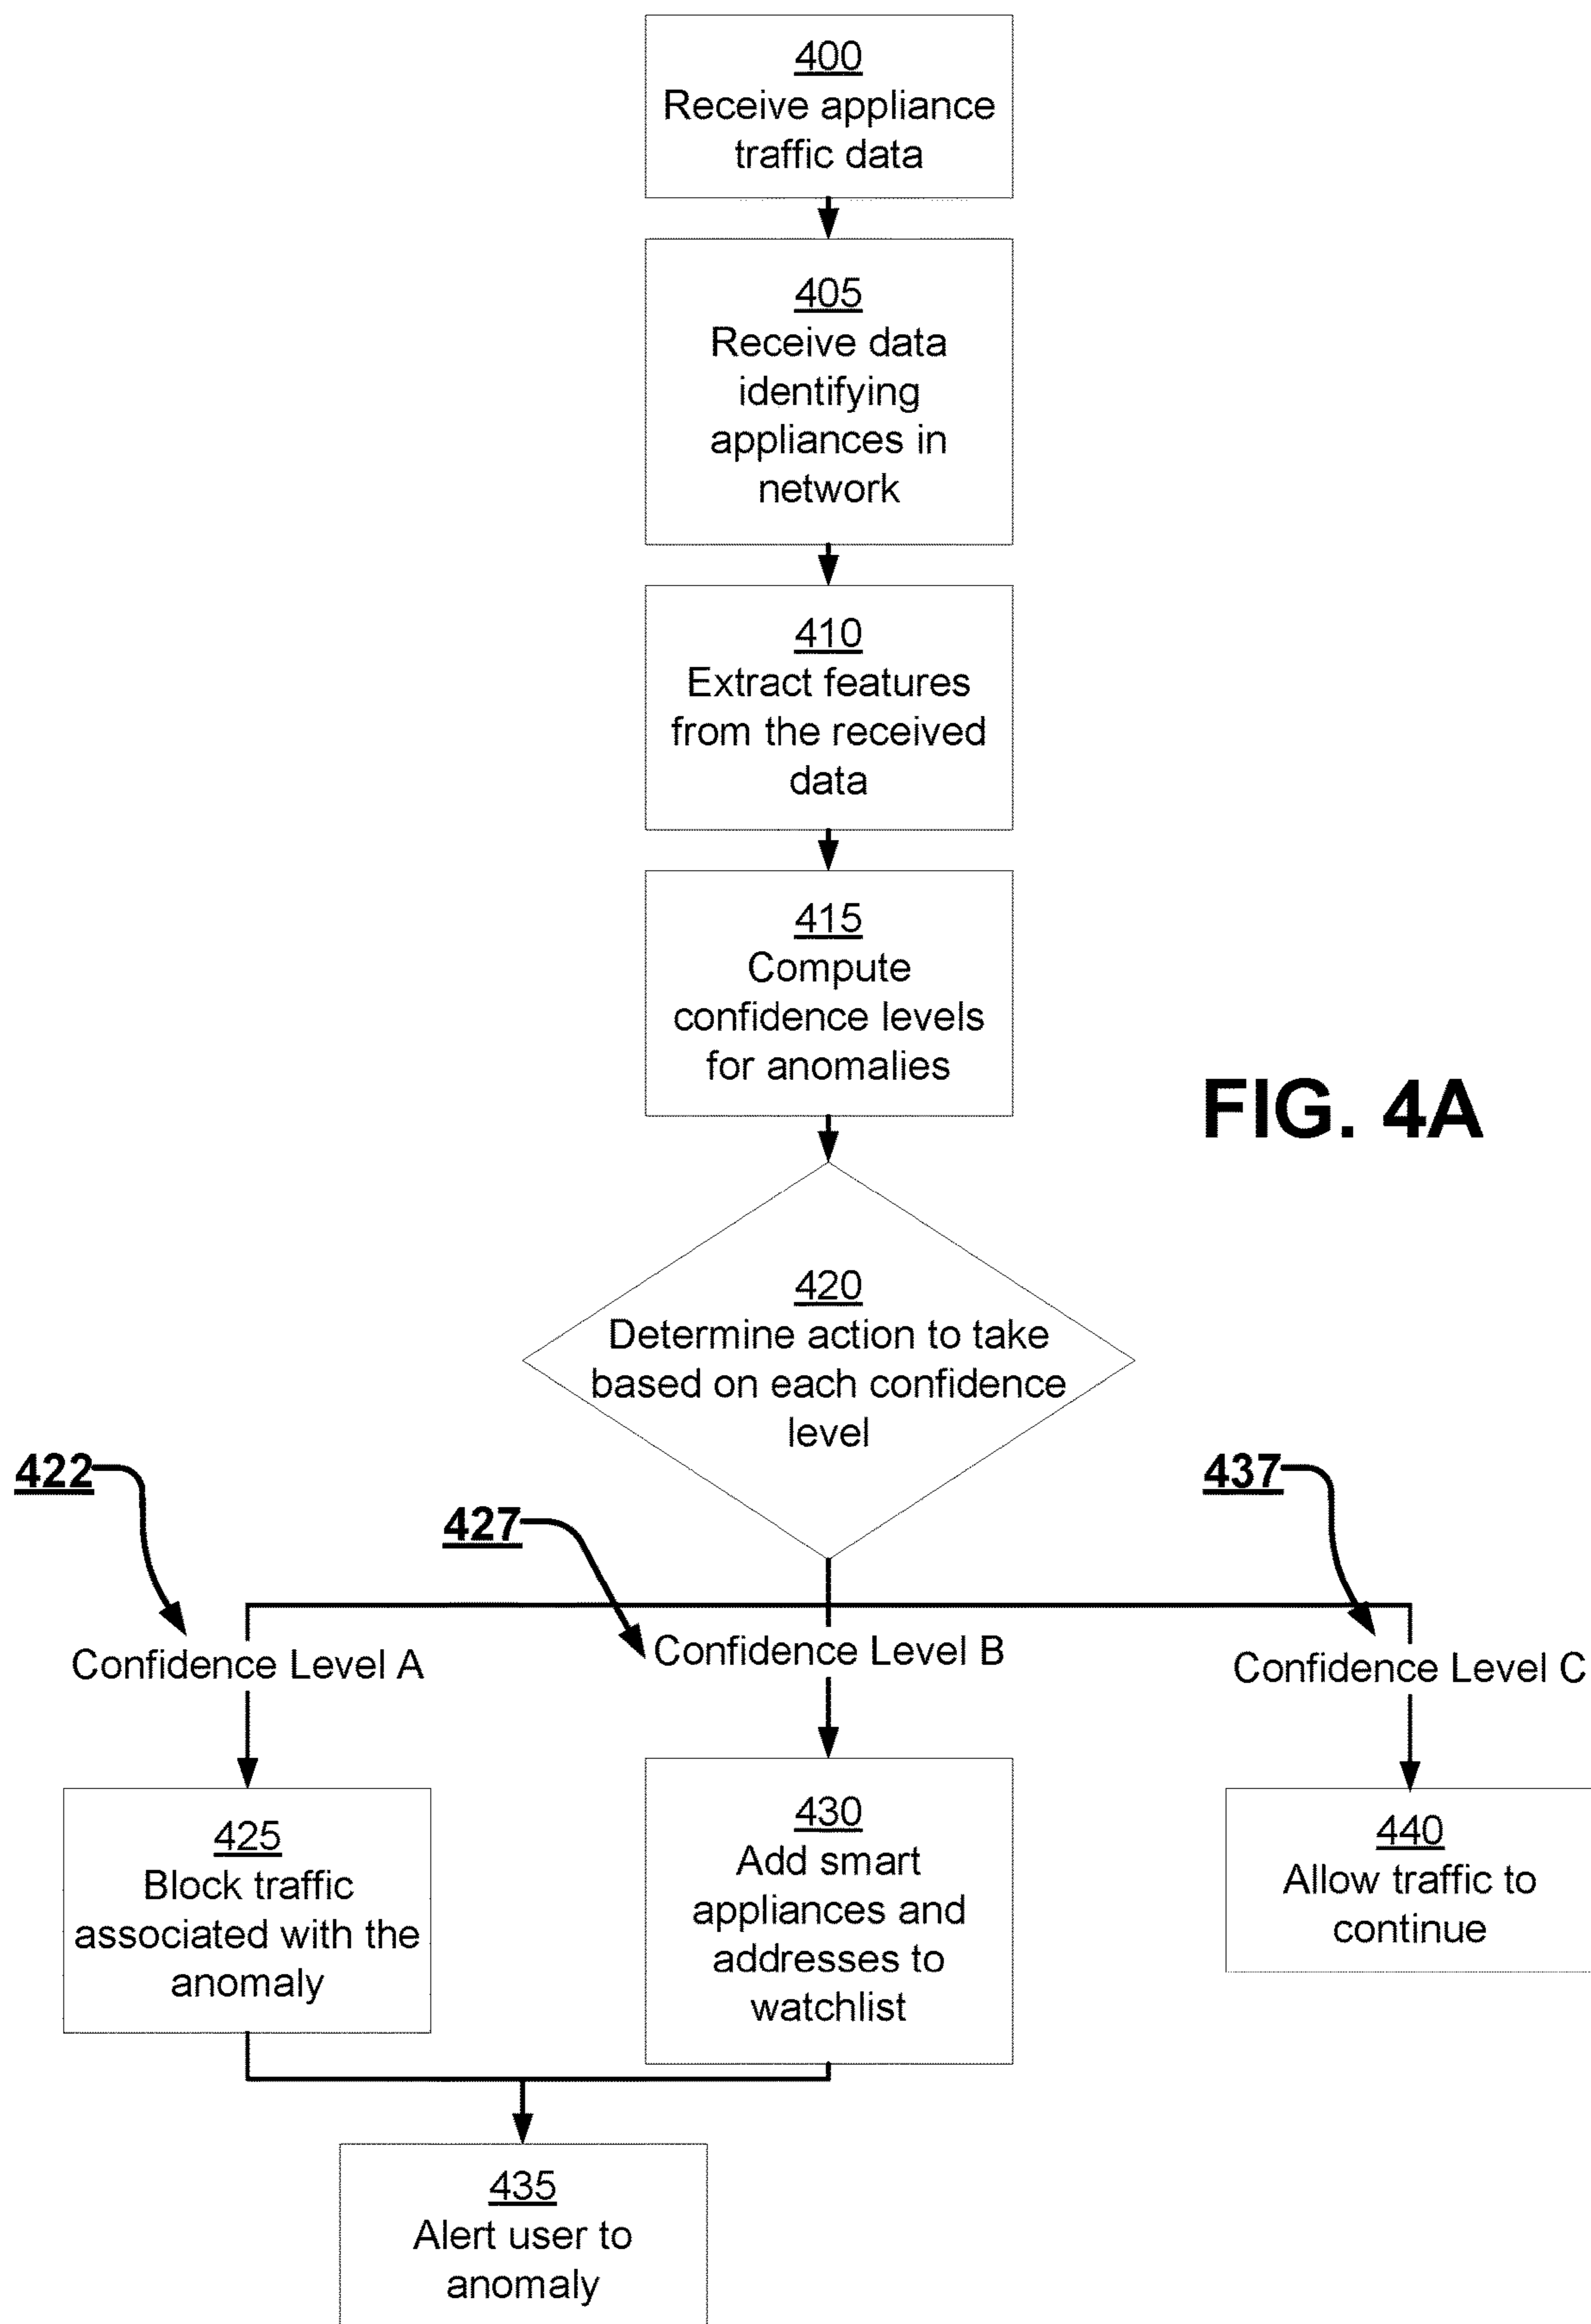 400
Receive appliance
traffic data
405
Receive data
identifying
appliances in
network
410
Extract features
from the received
data
415
Compute
confidence levels
for anomalies
FIG. 4A
420
Determine action to take
based on each confidence
level
422
427
437
Confidence Level A
Confidence Level B
Confidence Level C
425
Block traffic
associated with the
anomaly
430
Add smart
appliances and
addresses to
watchlist
440
Allow traffic to
continue
435
Alert user to
anomaly